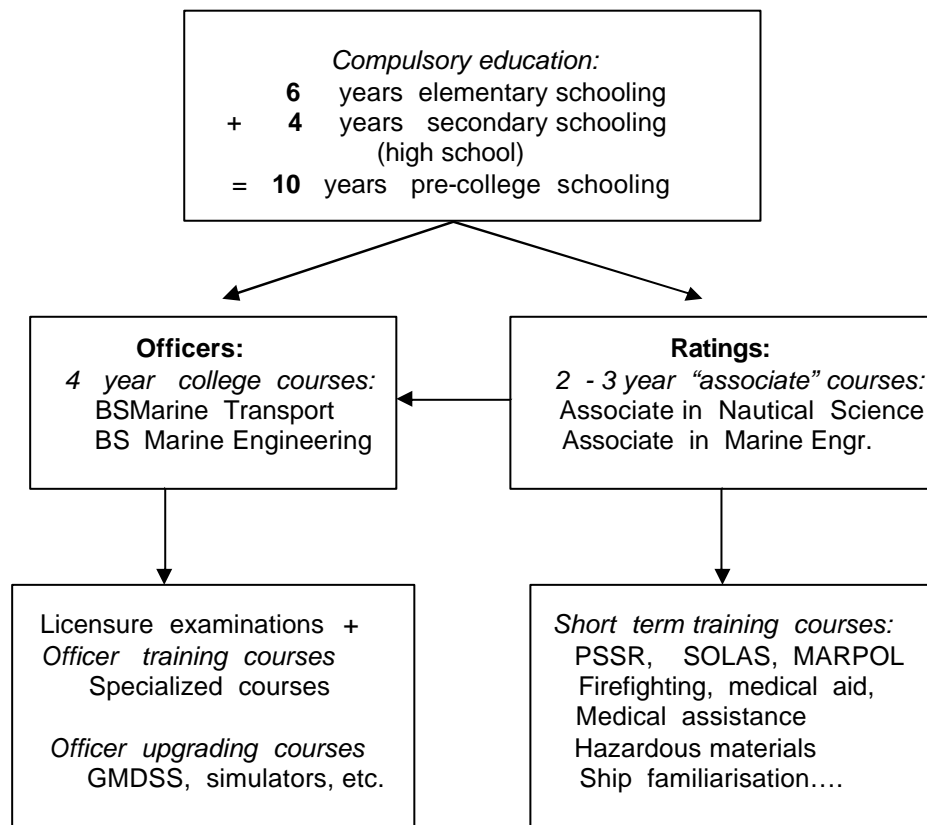 Compulsory education:
6 years elementary schooling
+ 4 years secondary schooling
(high school)
= 10 years pre-college schooling
Officers:
4 year college courses:
BSMarine Transport
BS Marine Engineering
Ratings:
2 - 3 year “associate” courses:
Associate in Nautical Science
Associate in Marine Engr.
Licensure examinations +
Officer training courses
Specialized courses
Officer upgrading courses
GMDSS, simulators, etc.
Short term training courses:
PSSR, SOLAS, MARPOL
Firefighting, medical aid,
Medical assistance
Hazardous materials
Ship familiarisation....